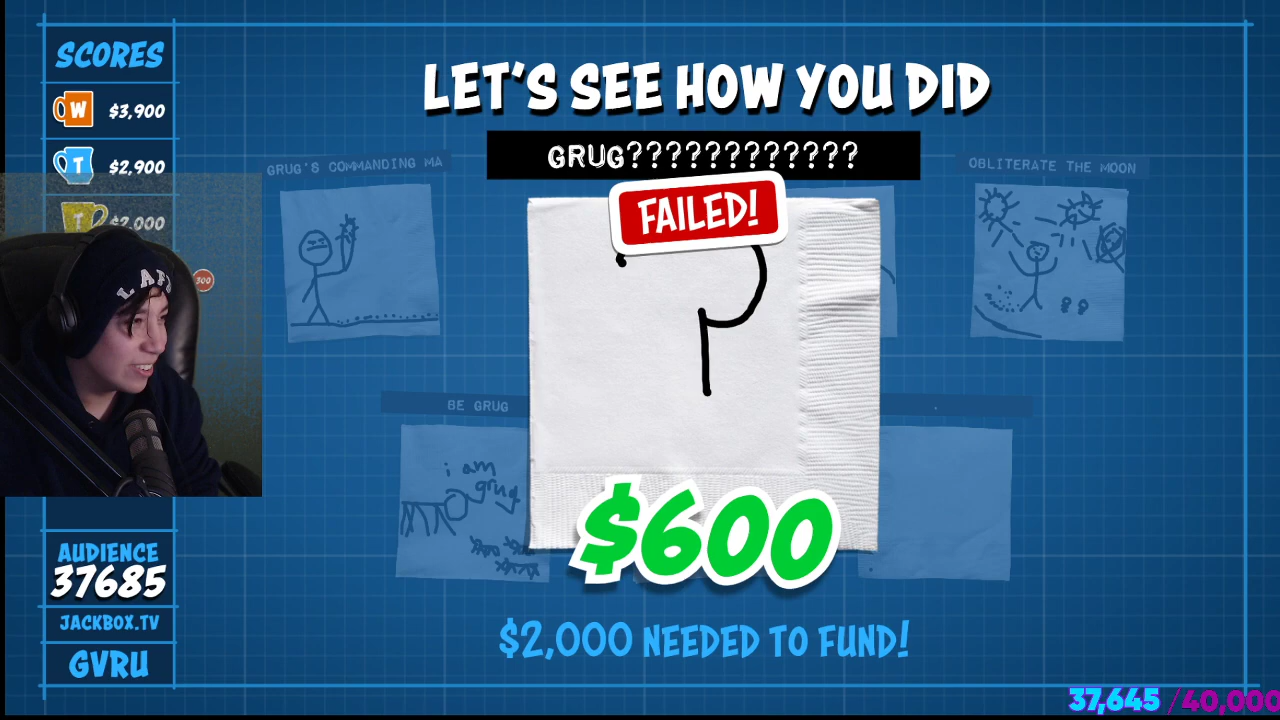 SCORES
W $3,900
T $2,900
T $2,000
300
LET'S SEE HOW YOU DID
GRUG????????????
FAILED!
GRUG'S COMMANDING MA
OBLITERATE THE MOON
BE GRUG
i am
grug
$600
$2,000 NEEDED TO FUND!
AUDIENCE
37685
JACKBOX.TV
GVRU
37,645 /40,000